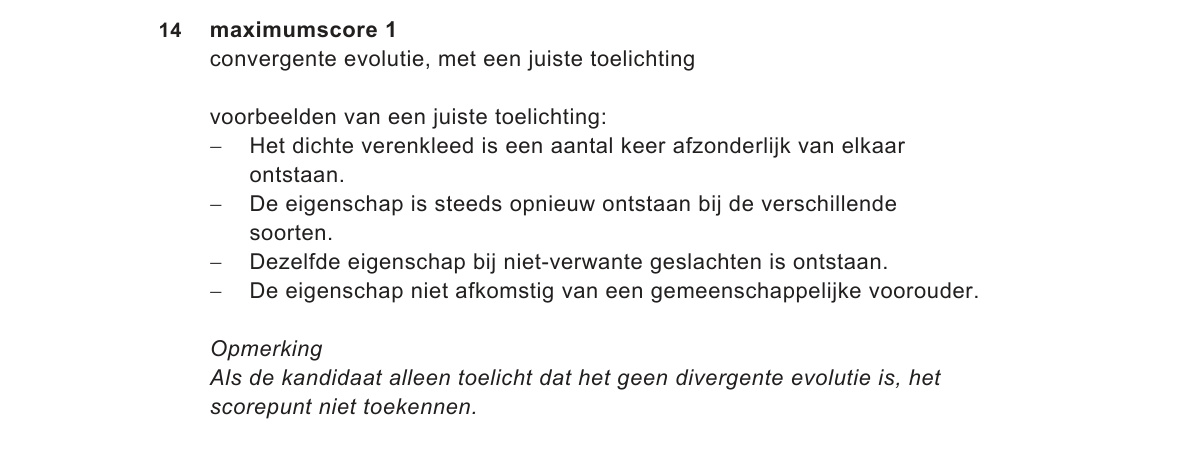 14 maximumscore 1
convergente evolutie, met een juiste toelichting
voorbeelden van een juiste toelichting:
− Het dichte verenkleed is een aantal keer afzonderlijk van elkaar
ontstaan.
− De eigenschap is steeds opnieuw ontstaan bij de verschillende
soorten.
− Dezelfde eigenschap bij niet-verwante geslachten is ontstaan.
− De eigenschap niet afkomstig van een gemeenschappelijke voorouder.
Opmerking
Als de kandidaat alleen toelicht dat het geen divergente evolutie is, het
scorepunt niet toekennen.